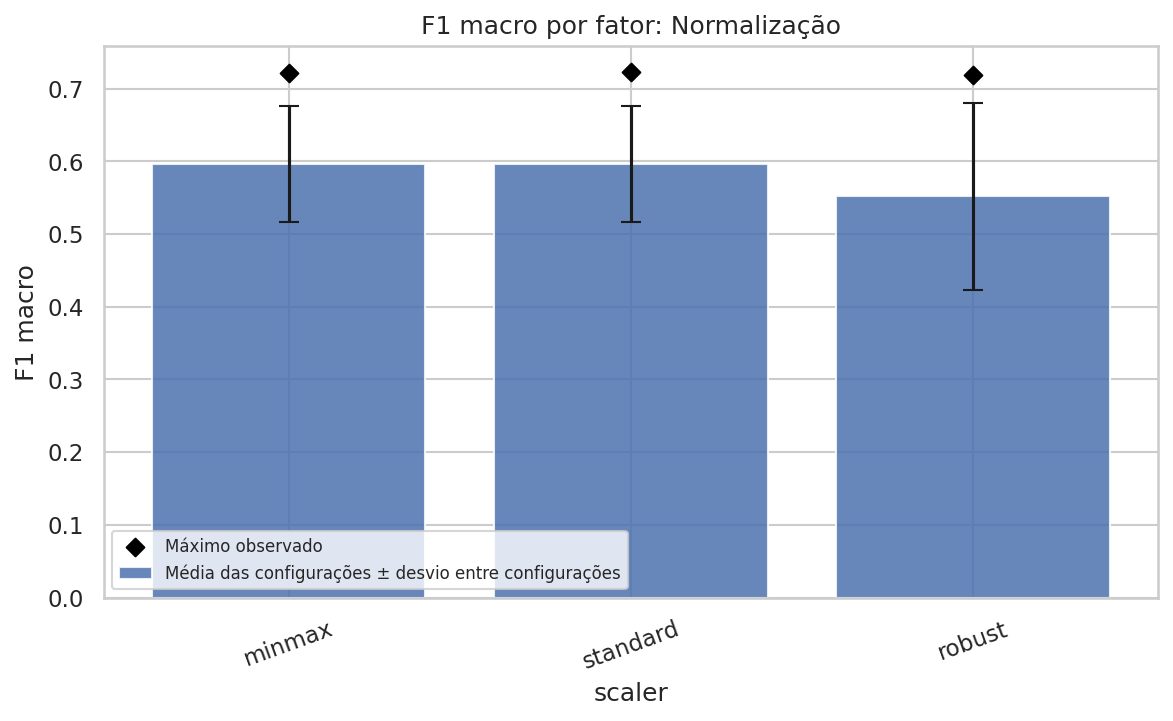 F1 macro por fator: Normalização
F1 macro
0.7
0.6
0.5
0.4
0.3
0.2
0.1
0.0
Máximo observado
Média das configurações ± desvio entre configurações
minmax
standard
robust
scaler